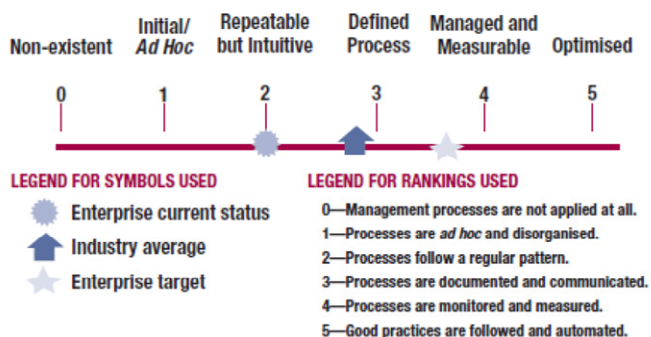 Non-existent
Initial/
Ad Hoc
Repeatable
but Intuitive
Defined
Process
Managed and
Measurable
Optimised
0 1 2 3 4 5
LEGEND FOR SYMBOLS USED
Enterprise current status
Industry average
Enterprise target
LEGEND FOR RANKINGS USED
0—Management processes are not applied at all.
1—Processes are ad hoc and disorganised.
2—Processes follow a regular pattern.
3—Processes are documented and communicated.
4—Processes are monitored and measured.
5—Good practices are followed and automated.